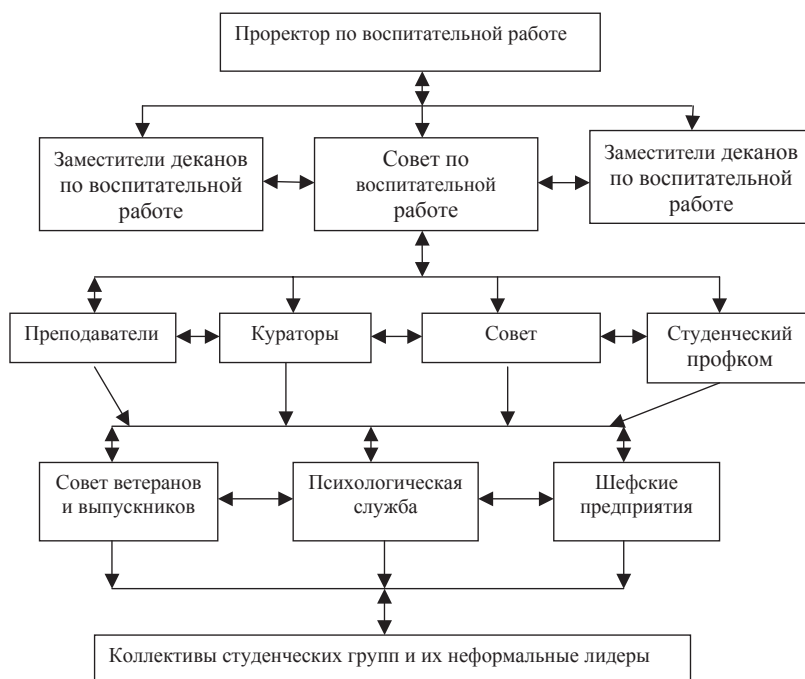 Проректор по воспитательной работе
Заместители деканов
по воспитательной
работе
Совет по
воспитательной
работе
Заместители деканов
по воспитательной
работе
Преподаватели
Кураторы
Совет
Студенческий
профком
Совет ветеранов
и выпускников
Психологическая
служба
Шефские
предприятия
Коллективы студенческих групп и их неформальные лидеры